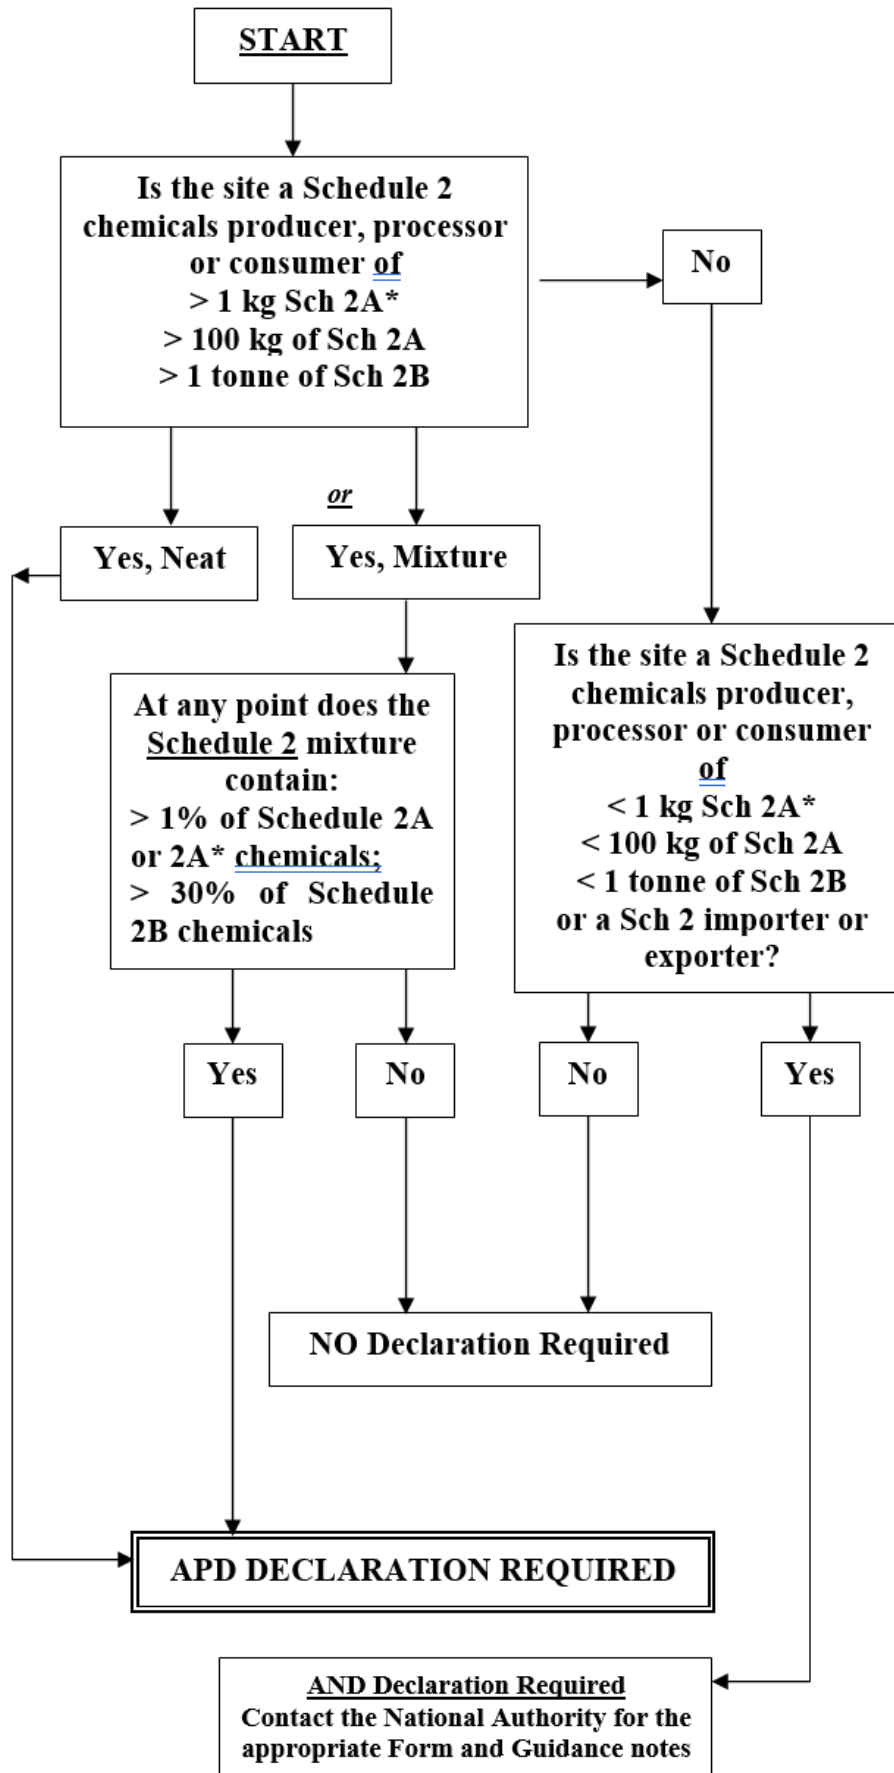 START
Is the site a Schedule 2
chemicals producer, processor
or consumer of
> 1 kg Sch 2A*
> 100 kg of Sch 2A
> 1 tonne of Sch 2B
No
or
Yes, Neat
Yes, Mixture
At any point does the
Schedule 2 mixture
contain:
> 1% of Schedule 2A
or 2A* chemicals;
> 30% of Schedule
2B chemicals
Is the site a Schedule 2
chemicals producer,
processor or consumer
of
< 1 kg Sch 2A*
< 100 kg of Sch 2A
< 1 tonne of Sch 2B
or a Sch 2 importer or
exporter?
Yes
No
No
Yes
NO Declaration Required
APD DECLARATION REQUIRED
AND Declaration Required
Contact the National Authority for the
appropriate Form and Guidance notes